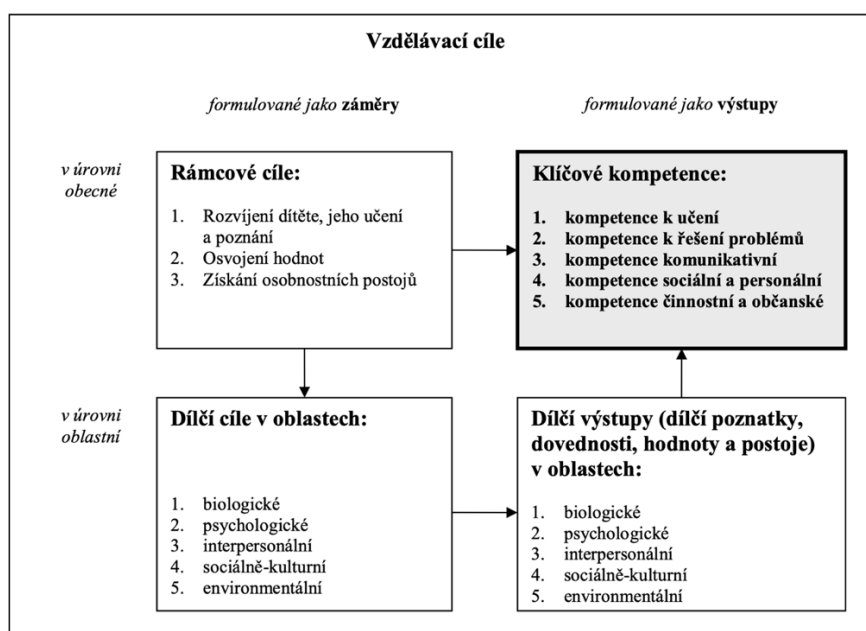 Vzdělávací cíle
formulované jako záměry
formulované jako výstupy
v úrovni
obecné
Rámcové cíle:
1. Rozvíjení dítěte, jeho učení
a poznání
2. Osvojení hodnot
3. Získání osobnostních postojů
Klíčové kompetence:
1. kompetence k učení
2. kompetence k řešení problémů
3. kompetence komunikativní
4. kompetence sociální a personální
5. kompetence činnostní a občanské
v úrovni
oblastní
Dílčí cíle v oblastech:
1. biologické
2. psychologické
3. interpersonální
4. sociálně-kulturní
5. environmentální
Dílčí výstupy (dílčí poznatky,
dovednosti, hodnoty a postoje)
v oblastech:
1. biologické
2. psychologické
3. interpersonální
4. sociálně-kulturní
5. environmentální